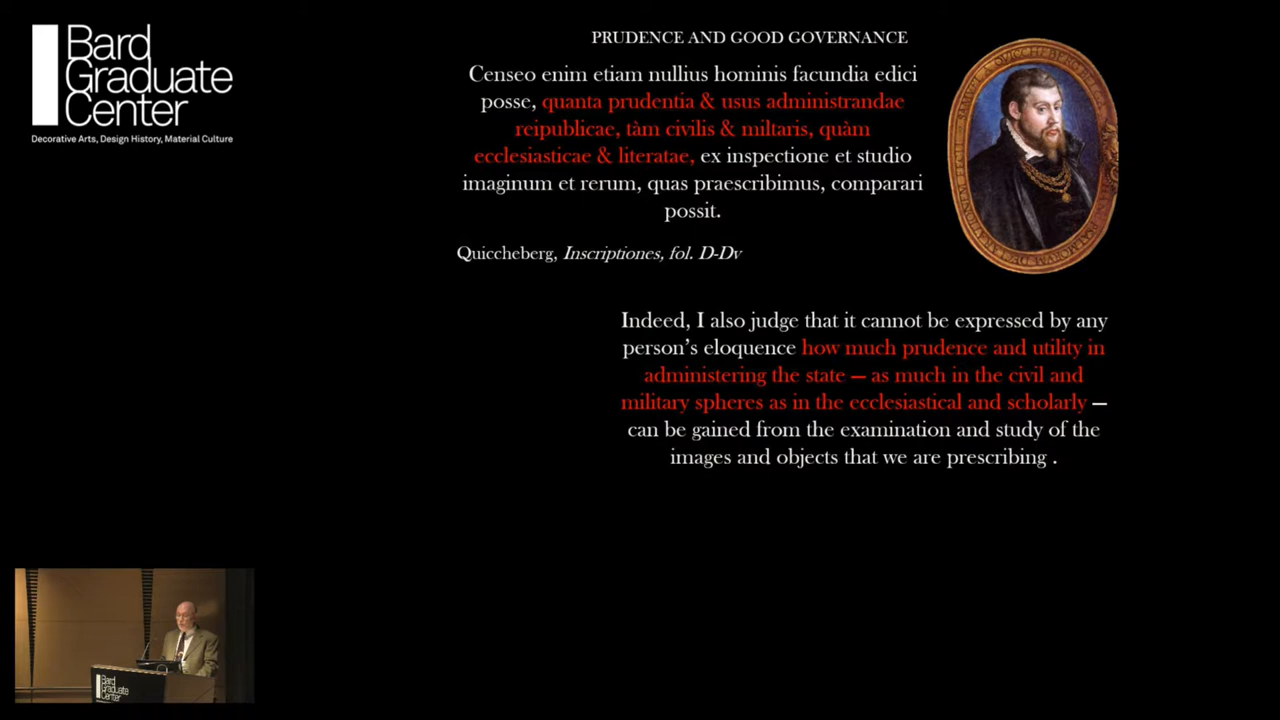 Bard
Graduate
Center
Decorative Arts, Design History, Material Culture
PRUDENCE AND GOOD GOVERNANCE
Censeo enim etiam nullius hominis facundia edici
posse, quanta prudentia & usus administrandae
reipublicae, tàm civilis & miltaris, quàm
ecclesiasticae & literatae, ex inspectione et studio
imaginum et rerum, quas praescribimus, comparari
possit.
Quiccheberg, Inscriptiones, fol. D-Dv
Indeed, I also judge that it cannot be expressed by any
person's eloquence how much prudence and utility in
administering the state — as much in the civil and
military spheres as in the ecclesiastical and scholarly —
can be gained from the examination and study of the
images and objects that we are prescribing .
Bard
Graduate
Center